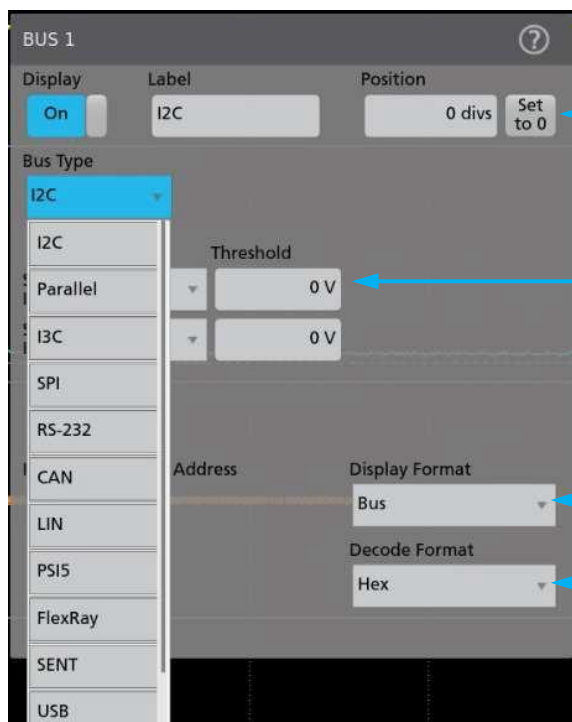 BUS 1
?
Display Label Position
On I2C 0 divs Set to 0
Bus Type
I2C
I2C
Threshold
Parallel 0 V
I3C 0 V
SPI
RS-232
CAN Address Display Format
Bus
LIN
Decode Format
PSI5 Hex
FlexRay
SENT
USB